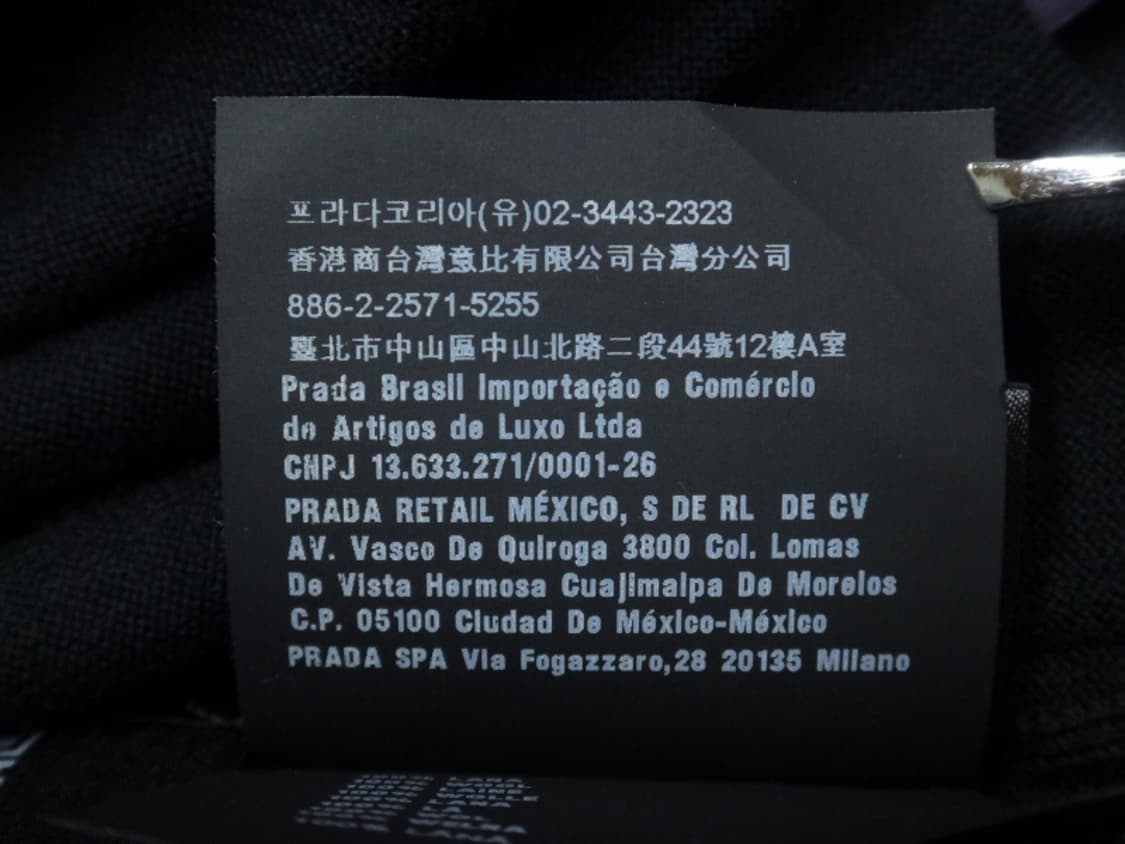 프라다코리아(유)02-3443-2323
香港商台灣意比有限公司台灣分公司
886-2-2571-5255
臺北市中山區中山北路二段44號12樓A室
Prada Brasil Importação e Comércio
de Artigos de Luxo Ltda
CNPJ 13.633.271/0001-26
PRADA RETAIL MÉXICO, S DE RL DE CV
AV. Vasco De Quiroga 3800 Col. Lomas
De Vista Hermosa Cuajimalpa De Morelos
C.P. 05100 Ciudad De México-México
PRADA SPA Via Fogazzaro,28 20135 Milano